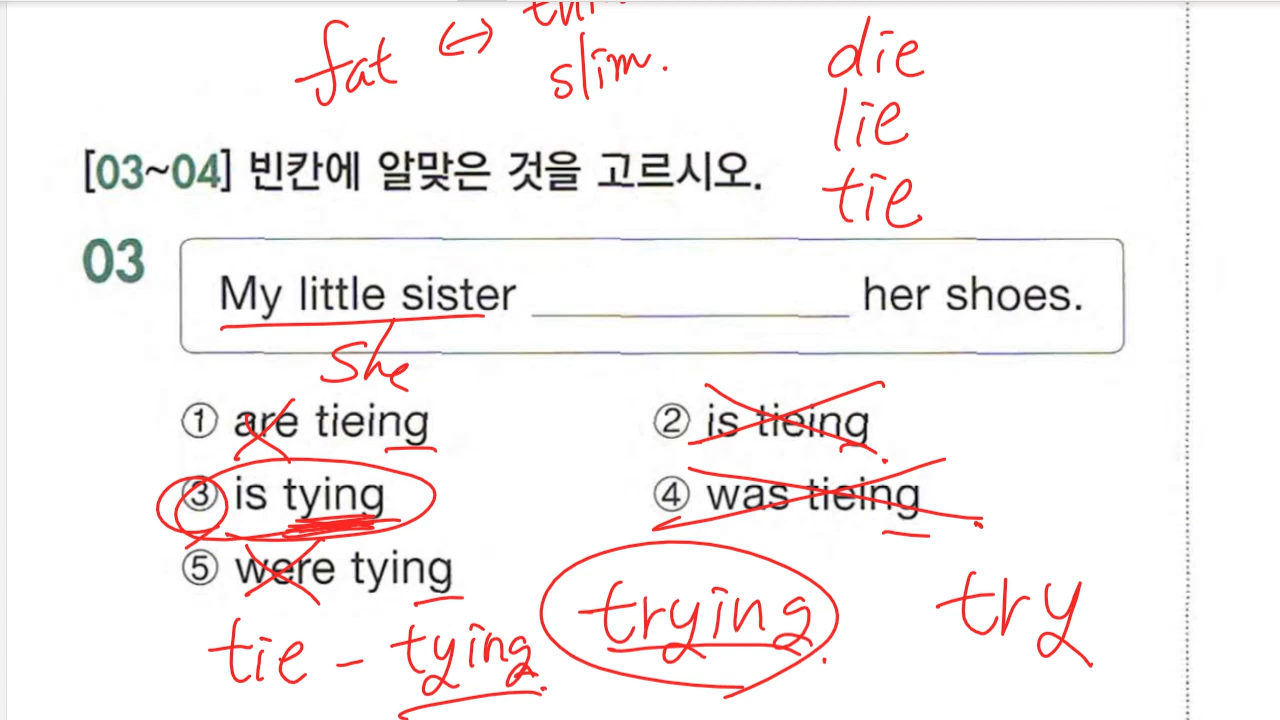 fat ↔
slim.
die
lie
tie
[03~04] 빈칸에 알맞은 것을 고르시오.
03
My little sister ____________ her shoes.
she
① are tieing
② is tieing
③ is tying
④ was tieing
⑤ were tying
tie - tying.
trying.
try